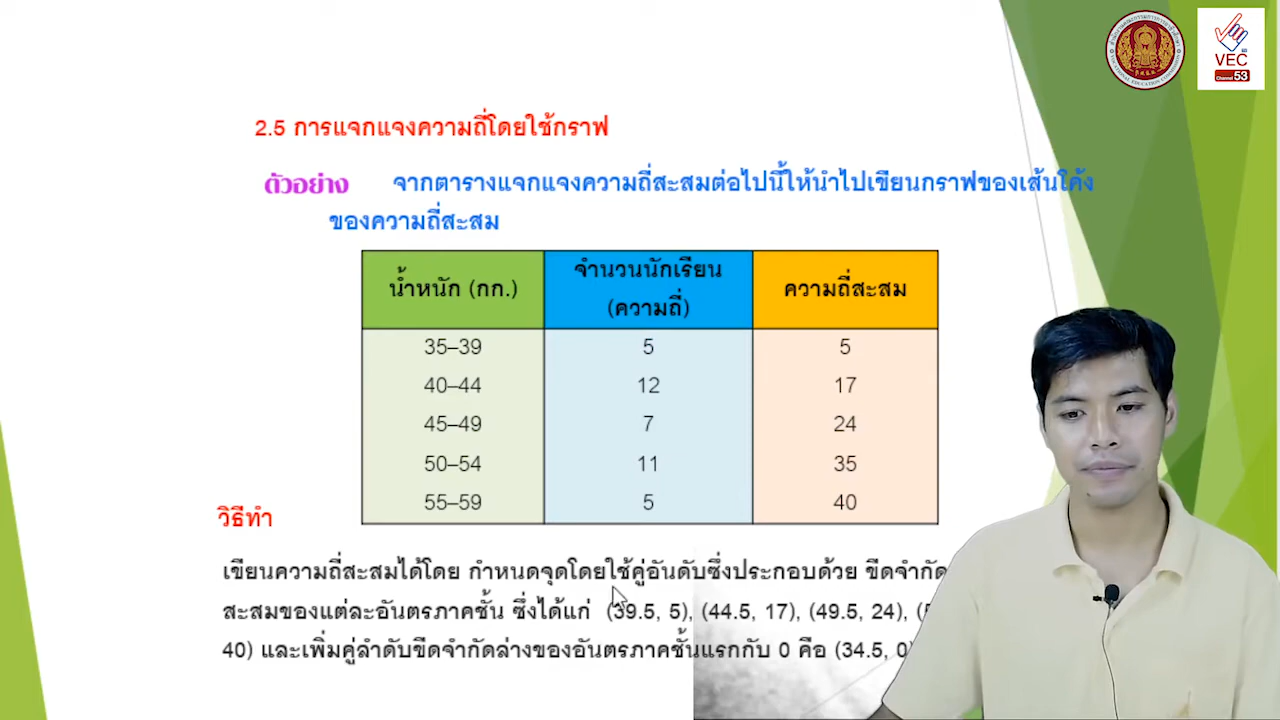 VEC
Channel 53
2.5 การแจกแจงความถี่โดยใช้กราฟ
ตัวอย่าง จากตารางแจกแจงความถี่สะสมต่อไปนี้ให้นำไปเขียนกราฟของเส้นโค้ง
ของความถี่สะสม
น้ำหนัก (กก.) จำนวนนักเรียน (ความถี่) ความถี่สะสม
35–39 5 5
40–44 12 17
45–49 7 24
50–54 11 35
55–59 5 40
วิธีทำ
เขียนความถี่สะสมได้โดย กำหนดจุดโดยใช้คู่อันดับซึ่งประกอบด้วย ขีดจำกัด
สะสมของแต่ละอันตรภาคชั้น ซึ่งได้แก่ (39.5, 5), (44.5, 17), (49.5, 24),
40) และเพิ่มคู่ลำดับขีดจำกัดล่างของอันตรภาคชั้นแรกกับ 0 คือ (34.5, 0)